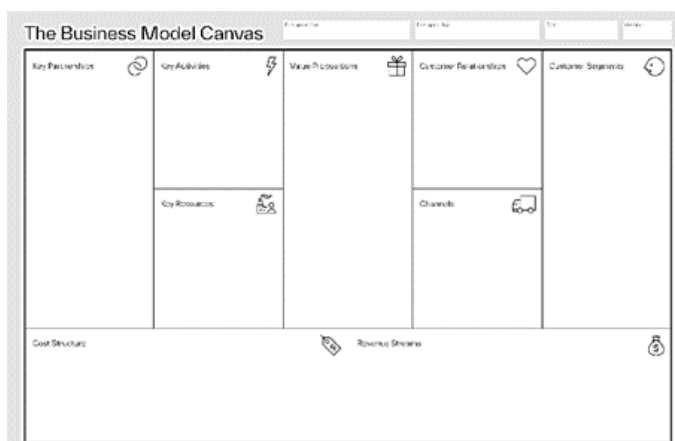 The Business Model Canvas
Key Partnerships
Key Activities
Value Propositions
Customer Relationships
Customer Segments
Key Resources
Channels
Cost Structure
Revenue Streams